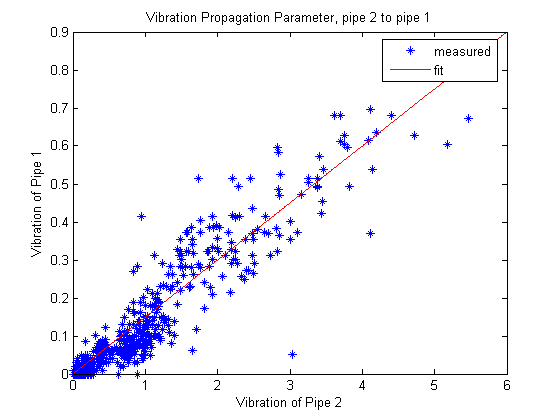 Vibration Propagation Parameter, pipe 2 to pipe 1
0.9
0.8
0.7
0.6
0.5
0.4
0.3
0.2
0.1
0
Vibration of Pipe 1
measured
fit
0 1 2 3 4 5 6
Vibration of Pipe 2